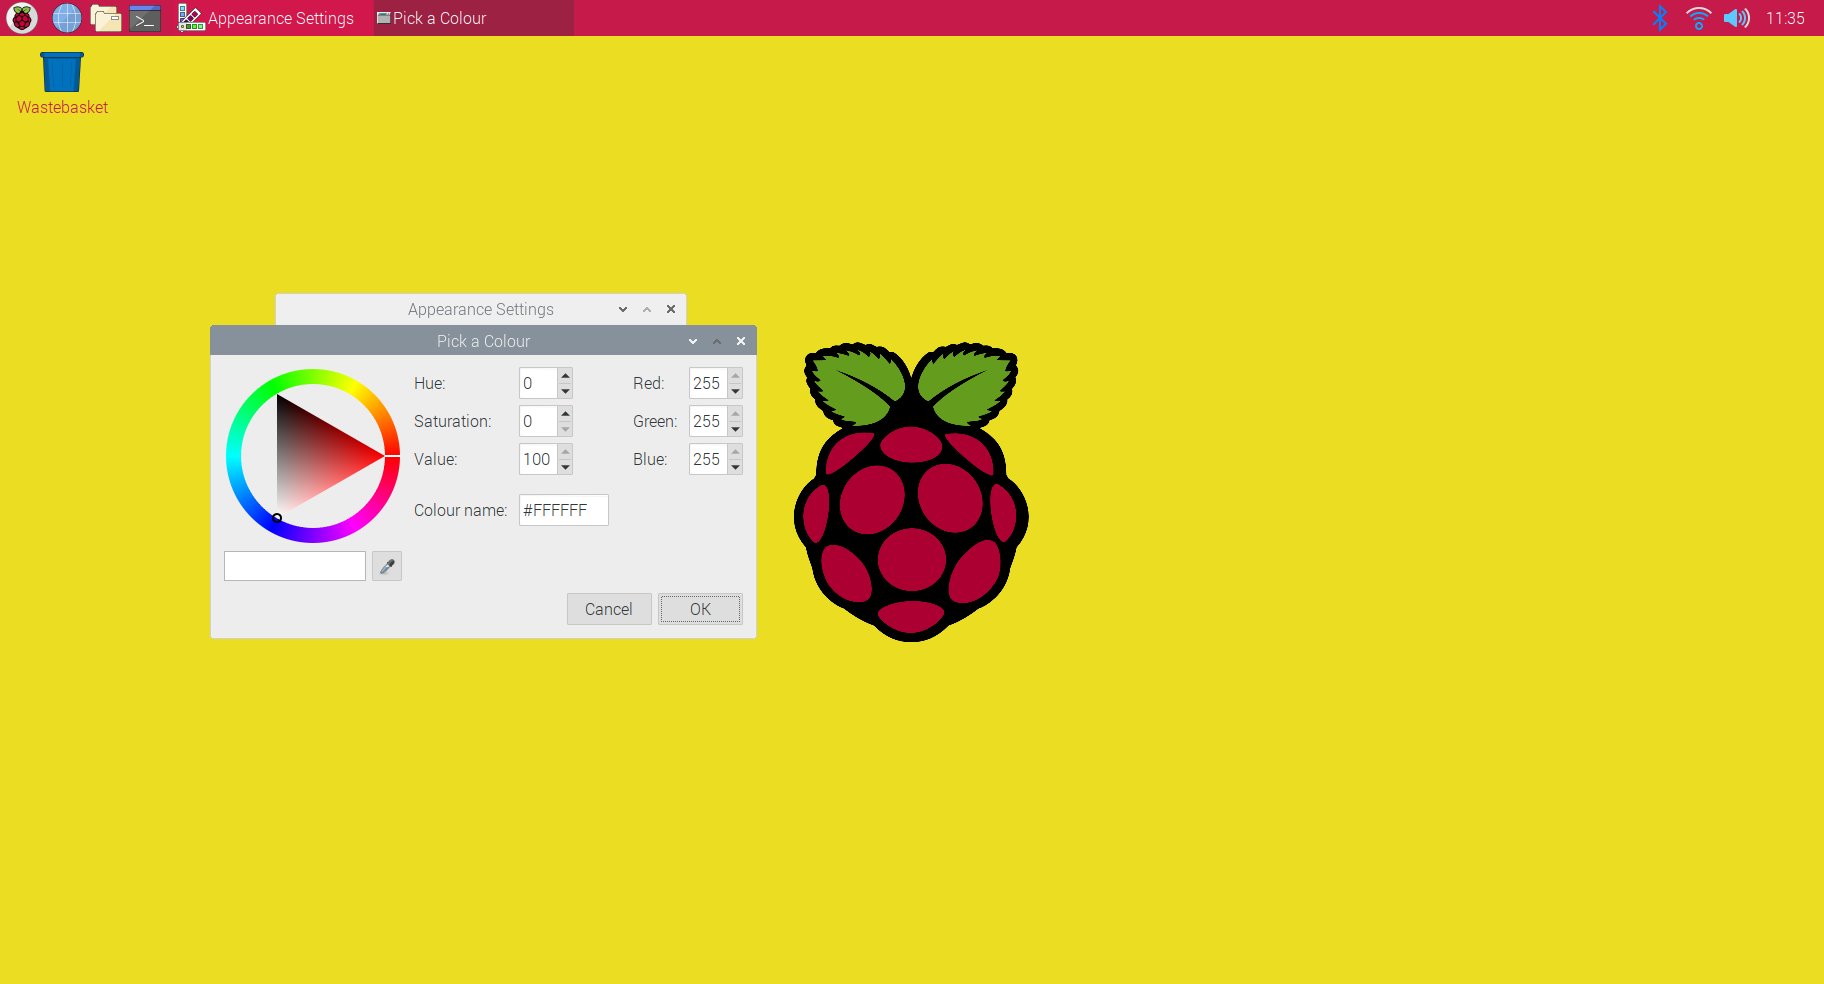 Appearance Settings
Pick a Colour
11:35
Wastebasket
Appearance Settings
Pick a Colour
Hue: 0 Red: 255
Saturation: 0 Green: 255
Value: 100 Blue: 255
Colour name: #FFFFFF
Cancel OK